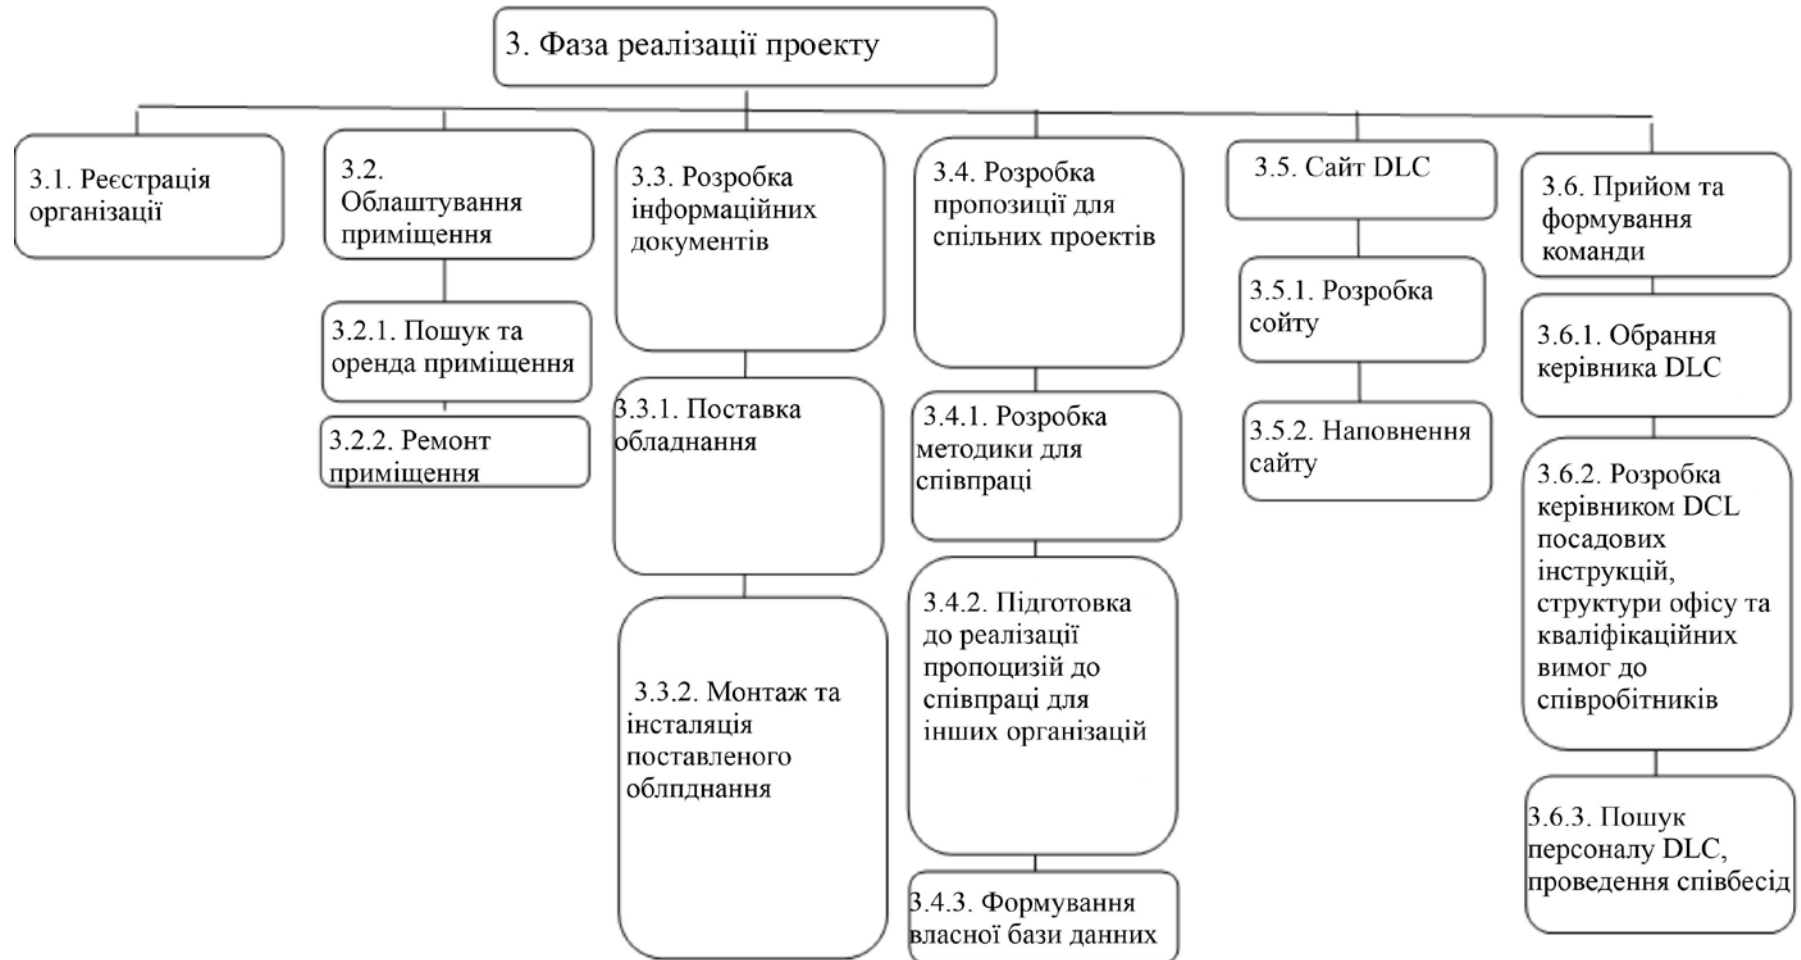 3. Фаза реалізації проекту
3.1. Реєстрація
організації
3.2.
Облаштування
приміщення
3.2.1. Пошук та
оренда приміщення
3.2.2. Ремонт
приміщення
3.3. Розробка
інформаційних
документів
3.3.1. Поставка
обладнання
3.3.2. Монтаж та
інсталяція
поставленого
облпднання
3.4. Розробка
пропозиції для
спільних проектів
3.4.1. Розробка
методики для
співпраці
3.4.2. Підготовка
до реалізації
пропоцизій до
співпраці для
інших організацій
3.4.3. Формування
власної бази данних
3.5. Сайт DLC
3.5.1. Розробка
сойту
3.5.2. Наповнення
сайту
3.6. Прийом та
формування
команди
3.6.1. Обрання
керівника DLC
3.6.2. Розробка
керівником DCL
посадових
інструкцій,
структури офісу та
кваліфікаційних
вимог до
співробітників
3.6.3. Пошук
персоналу DLC,
проведення співбесід